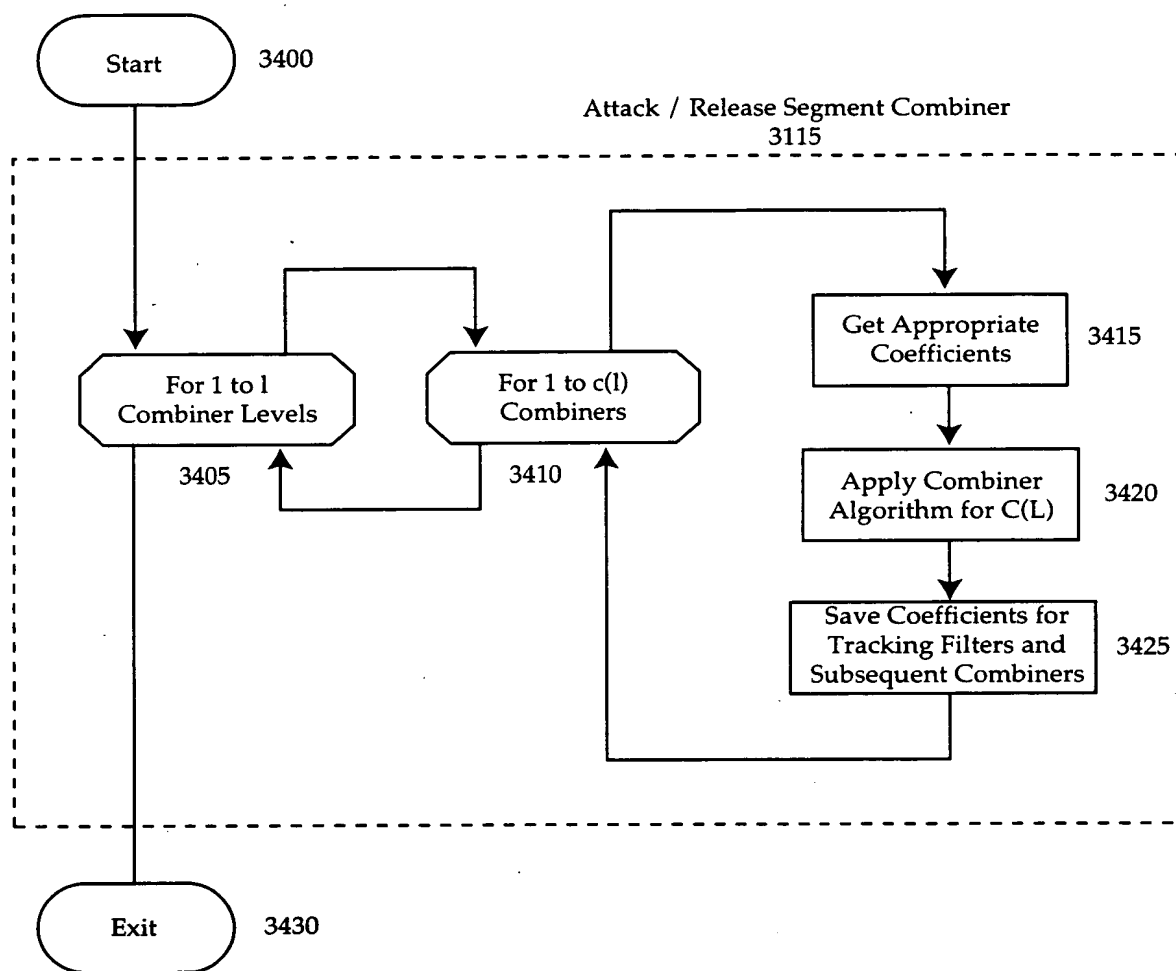 Start
3400
Attack / Release Segment Combiner
3115
For 1 to l
Combiner Levels
3405
For 1 to c(l)
Combiners
3410
Get Appropriate
Coefficients
3415
Apply Combiner
Algorithm for C(L)
3420
Save Coefficients for
Tracking Filters and
Subsequent Combiners
3425
Exit
3430